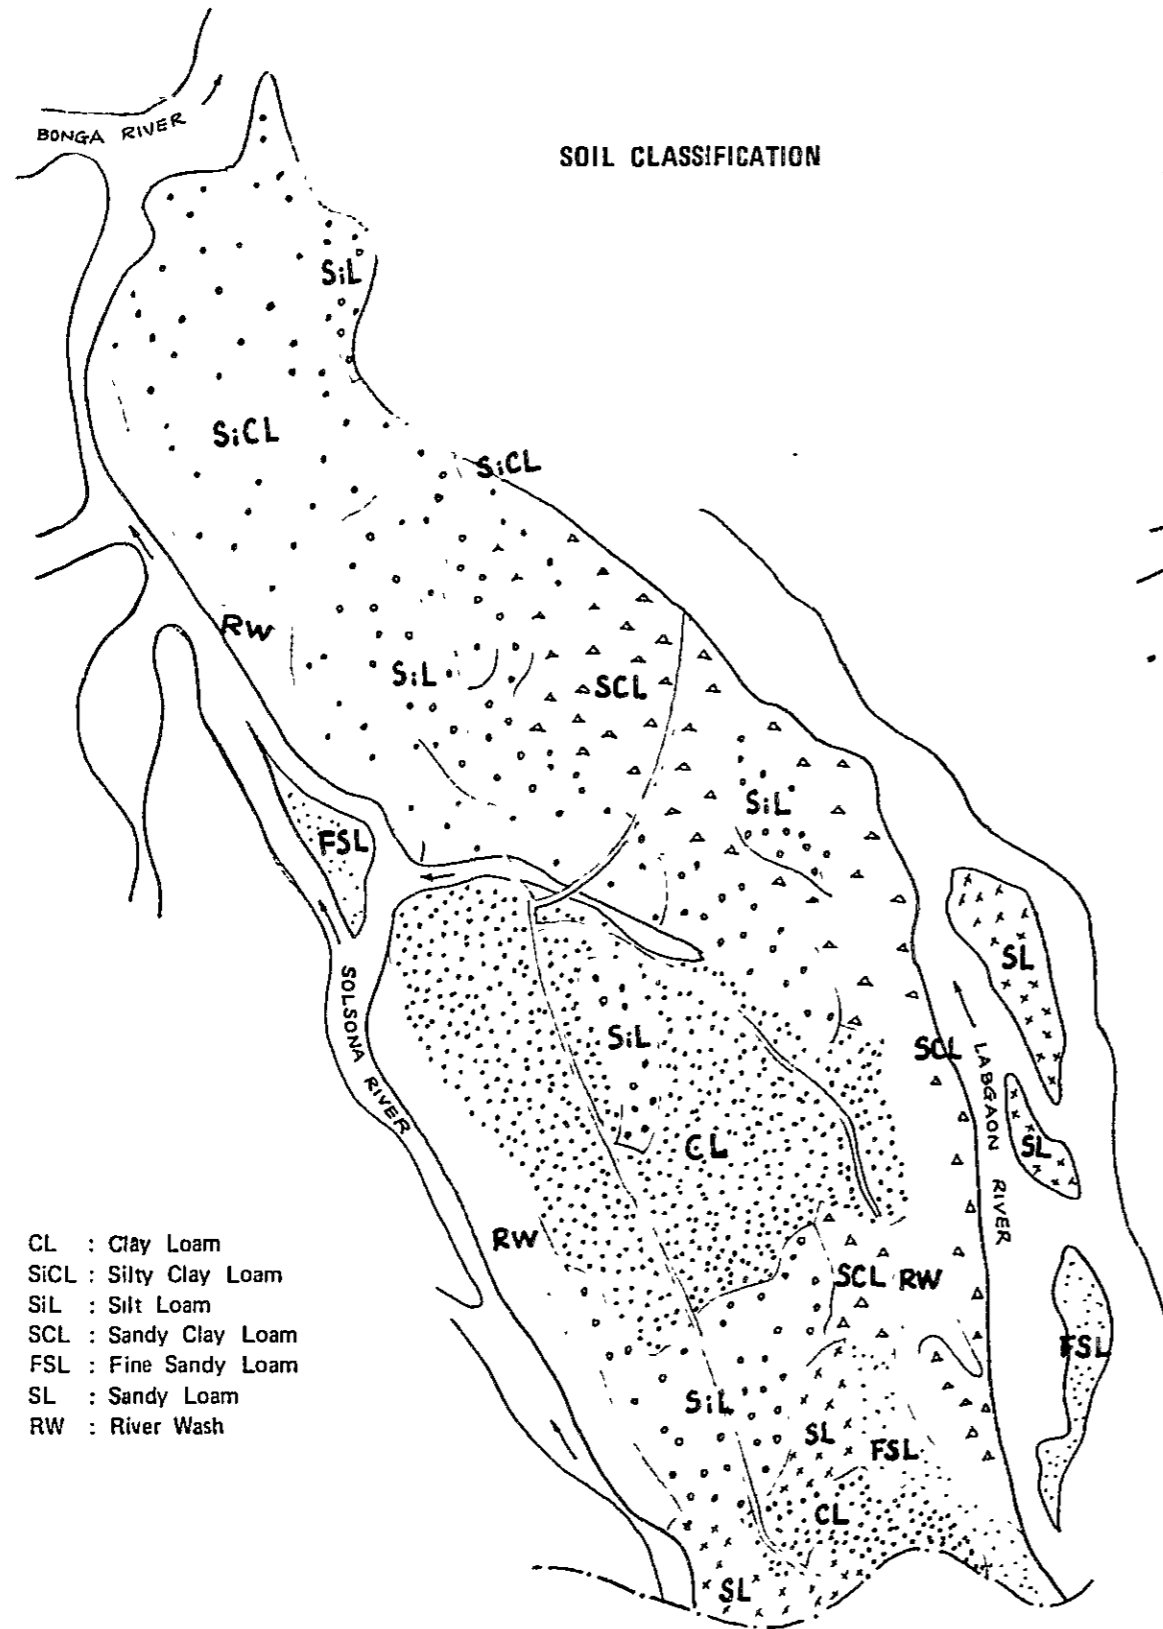 BONGA RIVER
SOIL CLASSIFICATION
SiL
SiCL
SiCL
RW
SiL
SCL
SiL
FSL
SL
SOLSONA RIVER
SiL
SCL
LABGAON RIVER
CL
SL
RW
SCL RW
FSL
SiL
SL
FSL
CL
SL
CL : Clay Loam
SiCL : Silty Clay Loam
SiL : Silt Loam
SCL : Sandy Clay Loam
FSL : Fine Sandy Loam
SL : Sandy Loam
RW : River Wash